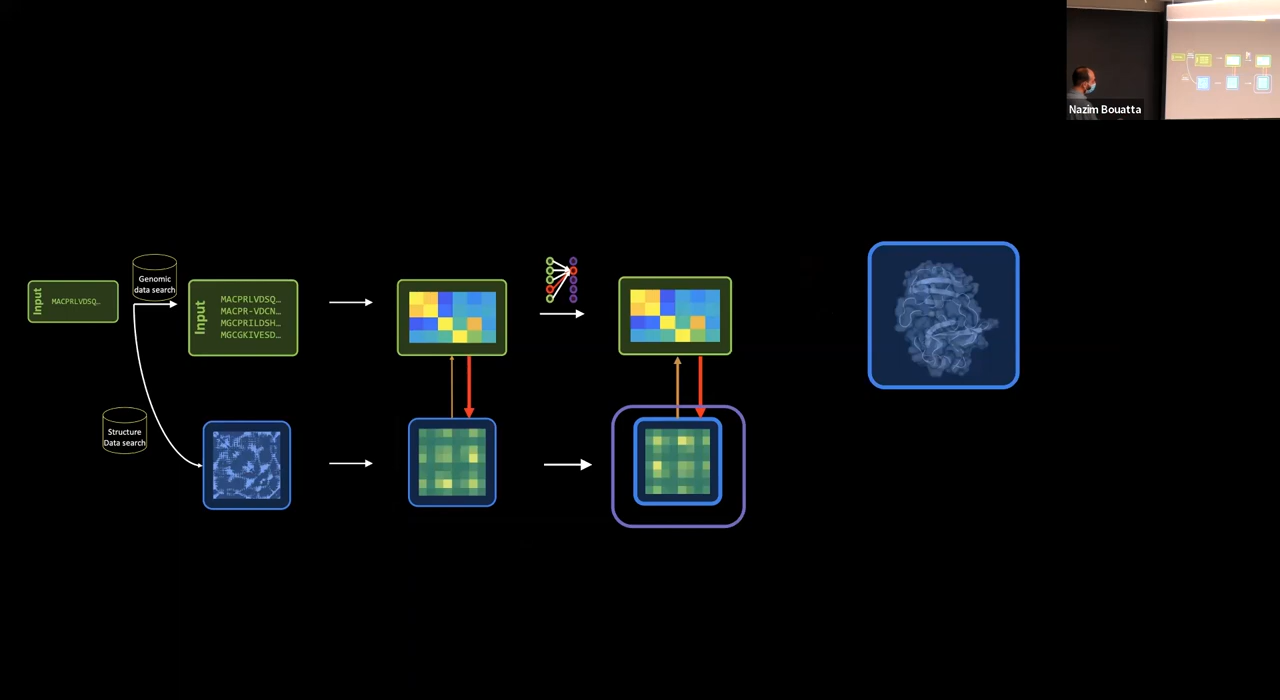 Nazim Bouatta
Input
MACPRLVDSQ…
Genomic
data search
Input
MACPRLVDSQ…
MACPR-VDCN…
MGCPRILDSH…
MGCGKIVESD…
Structure
Data search